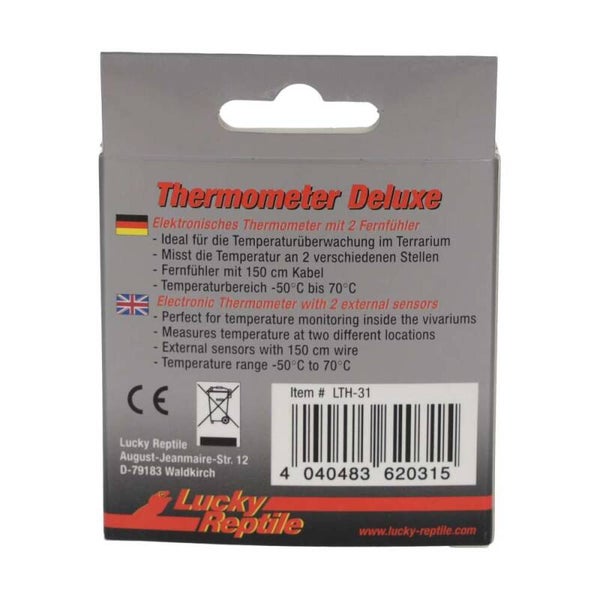 Thermometer Deluxe
Elektronisches Thermometer mit 2 Fernfühler
- Ideal für die Temperaturüberwachung im Terrarium
- Misst die Temperatur an 2 verschiedenen Stellen
- Fernfühler mit 150 cm Kabel
- Temperaturbereich -50°C bis 70°C
Electronic Thermometer with 2 external sensors
- Perfect for temperature monitoring inside the vivariums
- Measures temperature at two different locations
- External sensors with 150 cm wire
- Temperature range -50°C to 70°C
CE
Item # LTH-31
Lucky Reptile
August-Jeanmaire-Str. 12
D-79183 Waldkirch
4 040483 620315
Lucky
Reptile
www.lucky-reptile.com